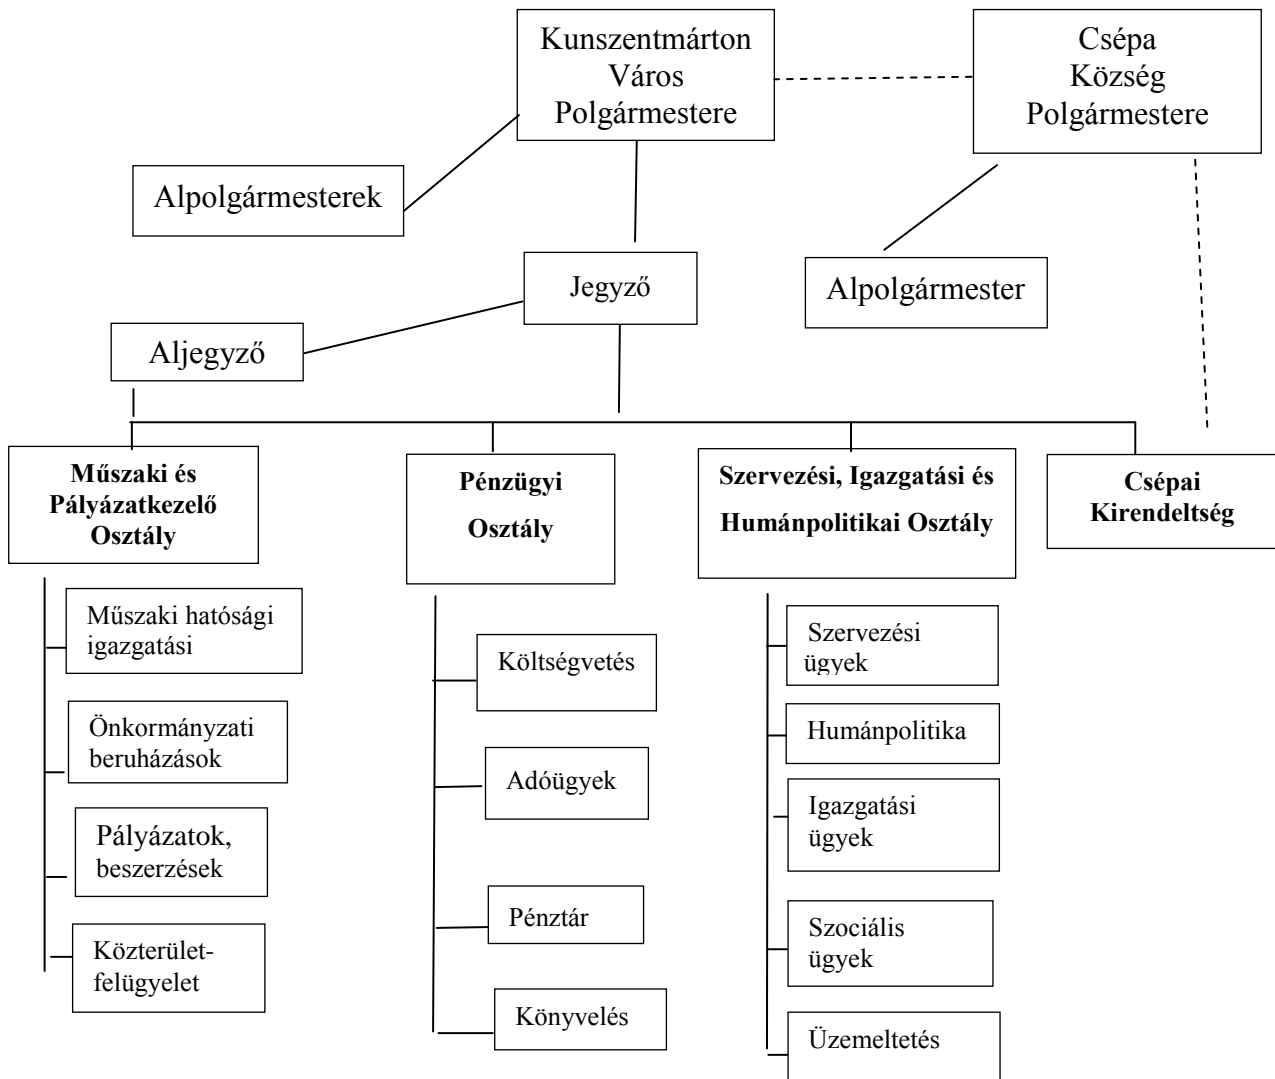 Kunszentmárton
Város
Polgármestere
Csépa
Község
Polgármestere
Alpolgármesterek
Jegyző
Alpolgármester
Aljegyző
Műszaki és
Pályázatkezelő
Osztály
Pénzügyi
Osztály
Szervezési, Igazgatási és
Humánpolitikai Osztály
Csépai
Kirendeltség
Műszaki hatósági
igazgatási
Önkormányzati
beruházások
Pályázatok,
beszerzések
Közterület-
felügyelet
Költségvetés
Adóügyek
Pénztár
Könyvelés
Szervezési
ügyek
Humánpolitika
Igazgatási
ügyek
Szociális
ügyek
Üzemeltetés